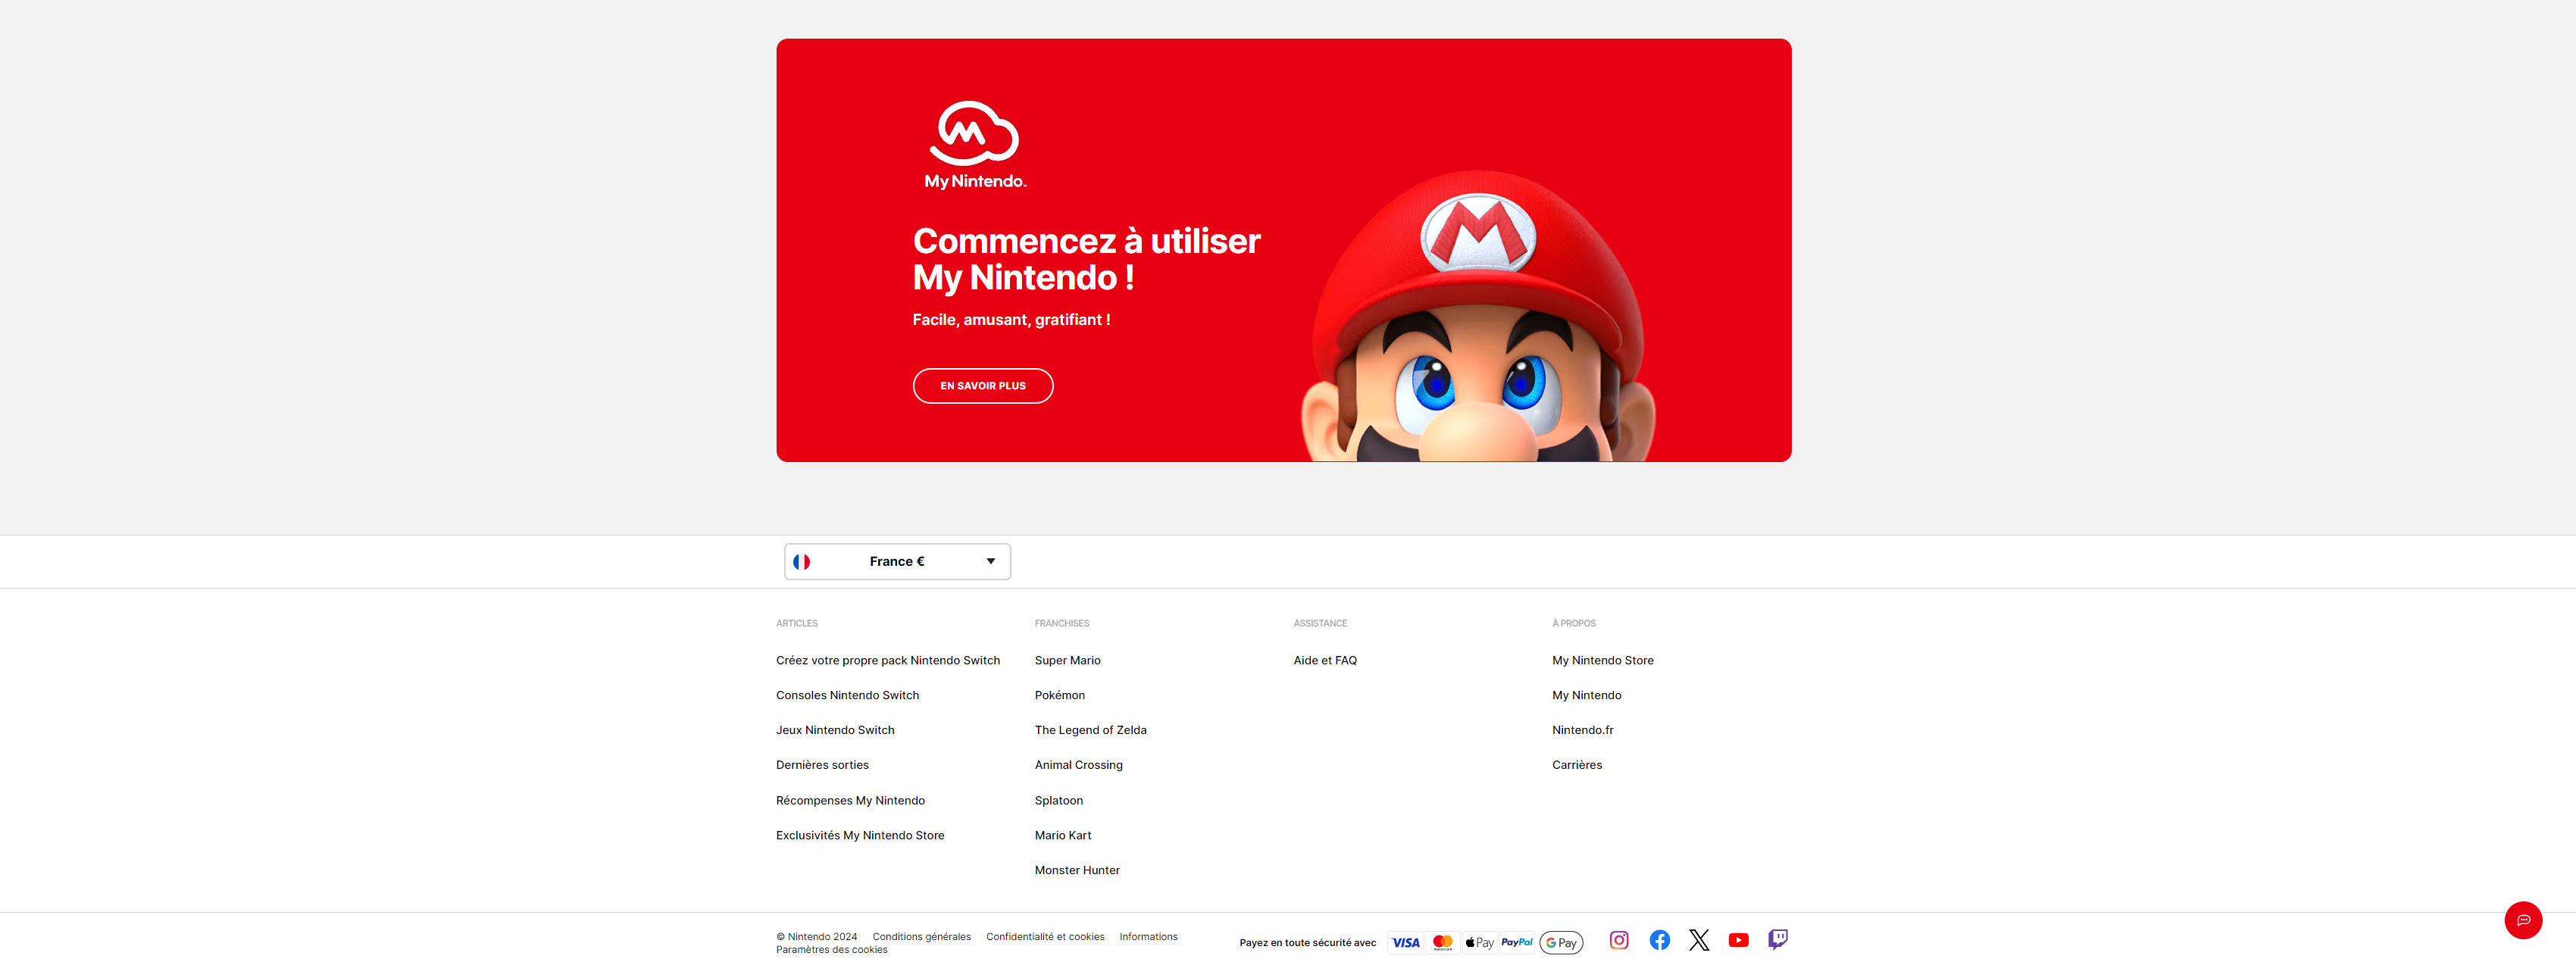 My Nintendo
Commencez à utiliser
My Nintendo !
Facile, amusant, gratifiant !
EN SAVOIR PLUS
France €
ARTICLES
Créez votre propre pack Nintendo Switch
Consoles Nintendo Switch
Jeux Nintendo Switch
Dernières sorties
Récompenses My Nintendo
Exclusivités My Nintendo Store
FRANCHISES
Super Mario
Pokémon
The Legend of Zelda
Animal Crossing
Splatoon
Mario Kart
Monster Hunter
ASSISTANCE
Aide et FAQ
À PROPOS
My Nintendo Store
My Nintendo
Nintendo.fr
Carrières
© Nintendo 2024 Conditions générales Confidentialité et cookies Informations
Paramètres des cookies
Payez en toute sécurité avec VISA mastercard Pay PayPal G Pay